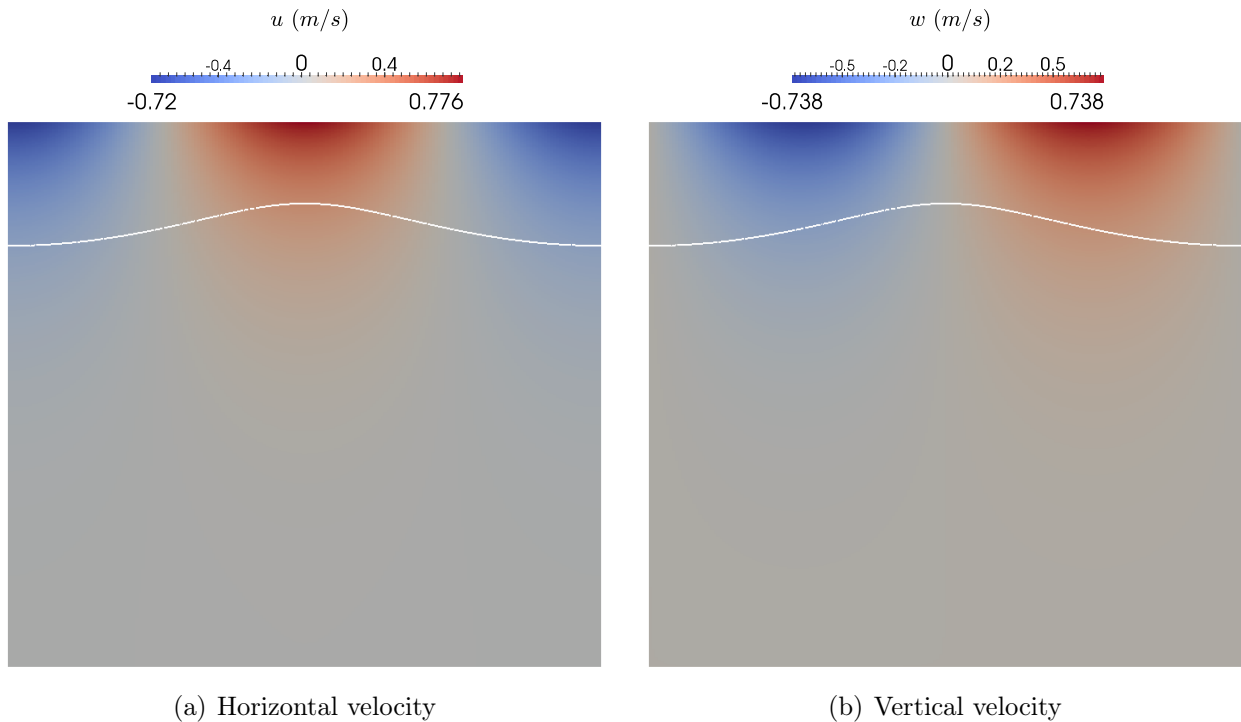 u (m/s)
-0.4 0 0.4
-0.72 0.776
w (m/s)
-0.5 -0.2 0 0.2 0.5
-0.738 0.738
(a) Horizontal velocity
(b) Vertical velocity